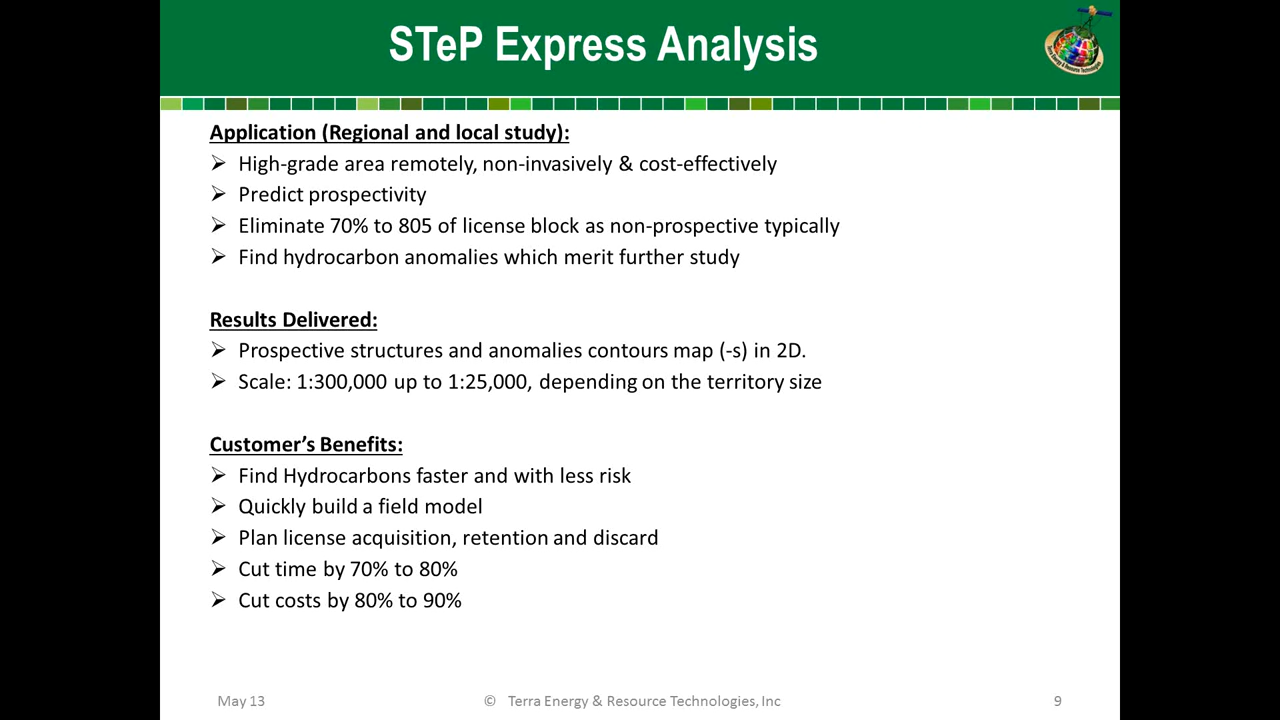 STeP Express Analysis
Terra Energy & Resource Technologies
Application (Regional and local study):
➢ High-grade area remotely, non-invasively & cost-effectively
➢ Predict prospectivity
➢ Eliminate 70% to 805 of license block as non-prospective typically
➢ Find hydrocarbon anomalies which merit further study
Results Delivered:
➢ Prospective structures and anomalies contours map (-s) in 2D.
➢ Scale: 1:300,000 up to 1:25,000, depending on the territory size
Customer’s Benefits:
➢ Find Hydrocarbons faster and with less risk
➢ Quickly build a field model
➢ Plan license acquisition, retention and discard
➢ Cut time by 70% to 80%
➢ Cut costs by 80% to 90%
May 13 © Terra Energy & Resource Technologies, Inc 9